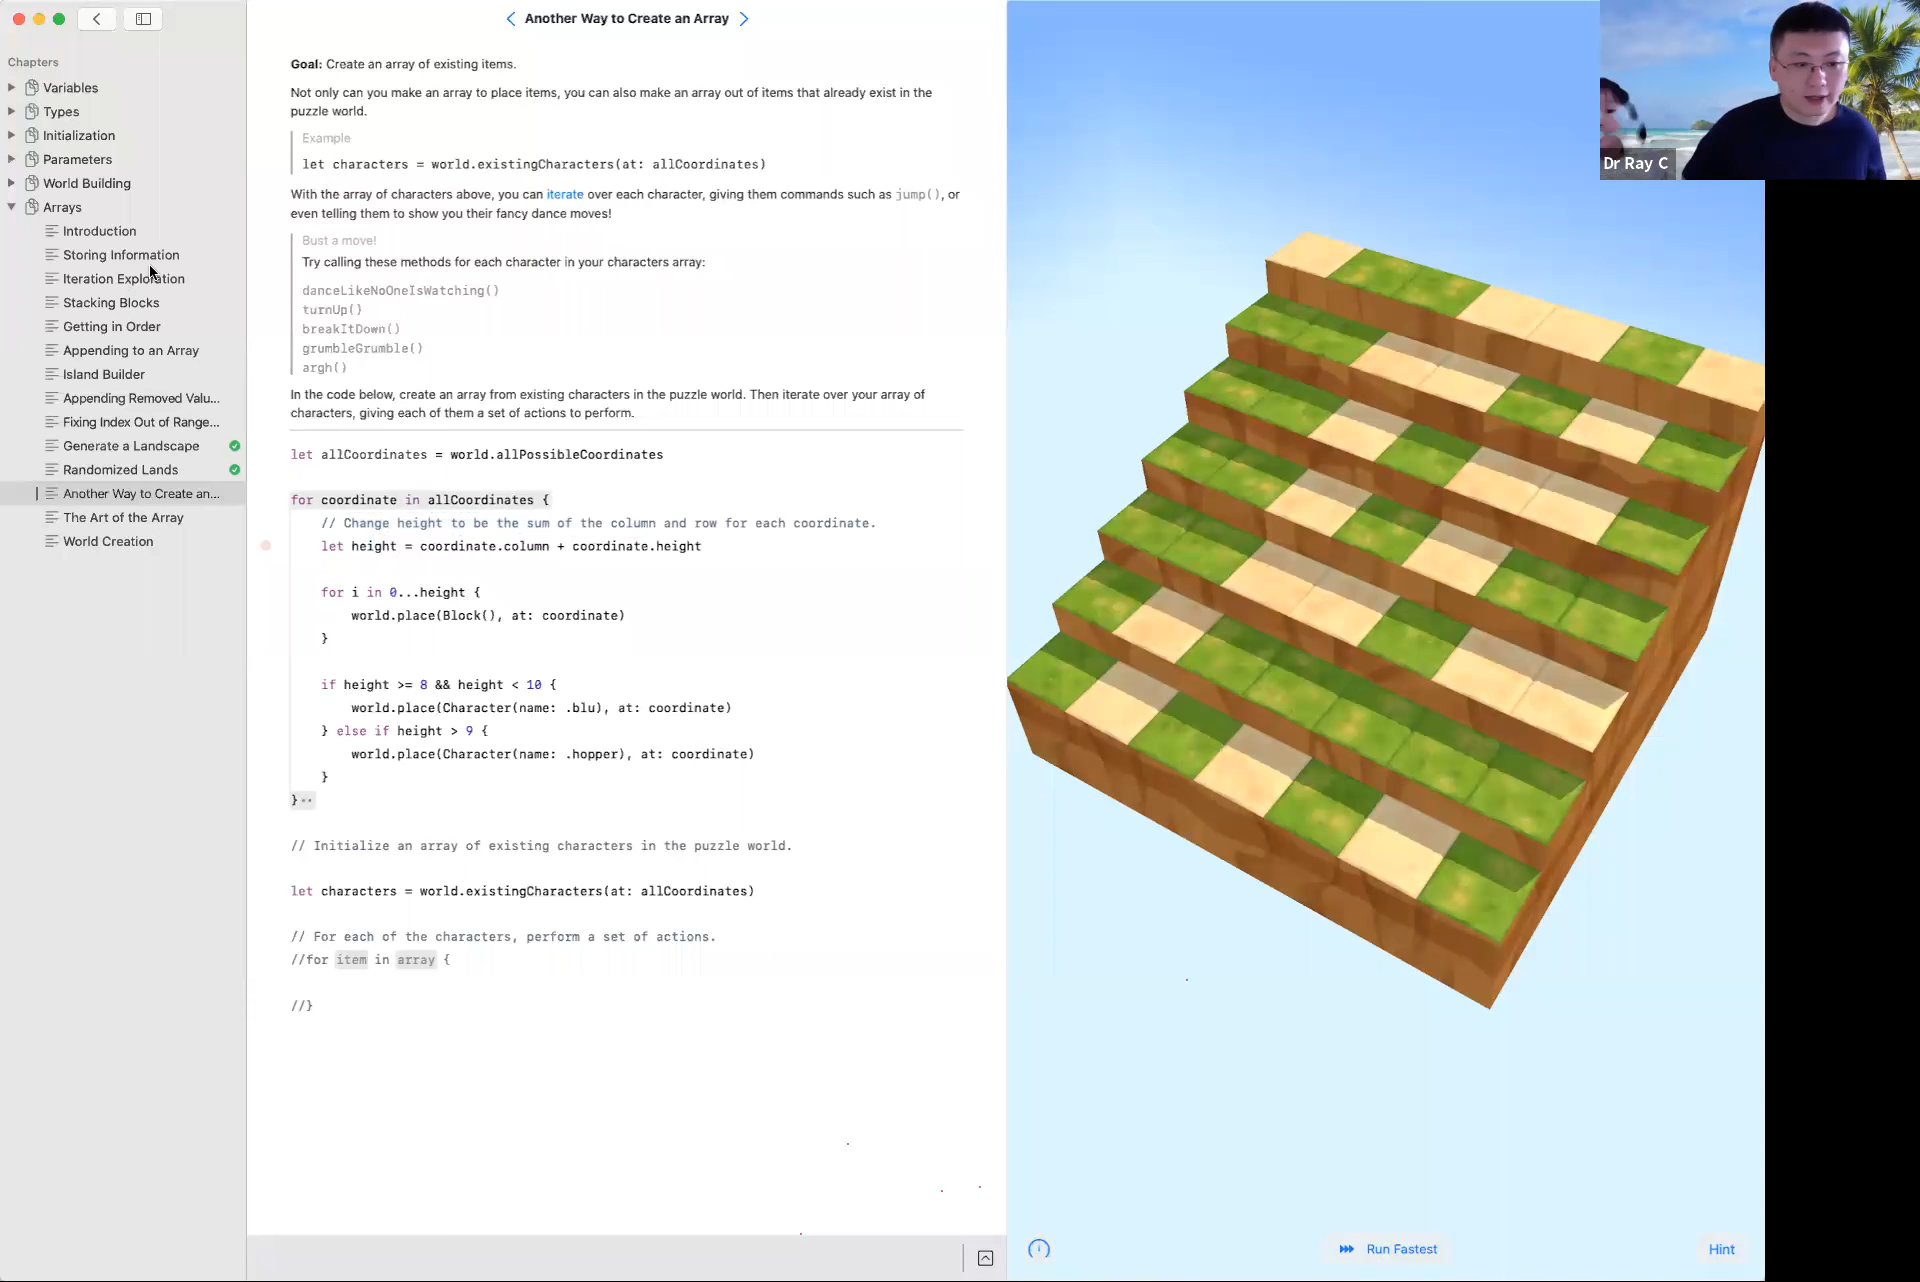 Another Way to Create an Array
Chapters
Variables
Types
Initialization
Parameters
World Building
Arrays
Introduction
Storing Information
Iteration Exploration
Stacking Blocks
Getting in Order
Appending to an Array
Island Builder
Appending Removed Valu...
Fixing Index Out of Range...
Generate a Landscape
Randomized Lands
Another Way to Create an...
The Art of the Array
World Creation
Goal: Create an array of existing items.
Not only can you make an array to place items, you can also make an array out of items that already exist in the
puzzle world.
Example
let characters = world.existingCharacters(at: allCoordinates)
With the array of characters above, you can iterate over each character, giving them commands such as jump(), or
even telling them to show you their fancy dance moves!
Bust a move!
Try calling these methods for each character in your characters array:
danceLikeNoOneIsWatching()
turnUp()
breakItDown()
grumbleGrumble()
argh()
In the code below, create an array from existing characters in the puzzle world. Then iterate over your array of
characters, giving each of them a set of actions to perform.
let allCoordinates = world.allPossibleCoordinates
for coordinate in allCoordinates {
// Change height to be the sum of the column and row for each coordinate.
let height = coordinate.column + coordinate.height
for i in 0...height {
world.place(Block(), at: coordinate)
}
if height >= 8 && height < 10 {
world.place(Character(name: .blu), at: coordinate)
} else if height > 9 {
world.place(Character(name: .hopper), at: coordinate)
}
}
// Initialize an array of existing characters in the puzzle world.
let characters = world.existingCharacters(at: allCoordinates)
// For each of the characters, perform a set of actions.
//for item in array {
//}
Dr Ray C
Run Fastest
Hint